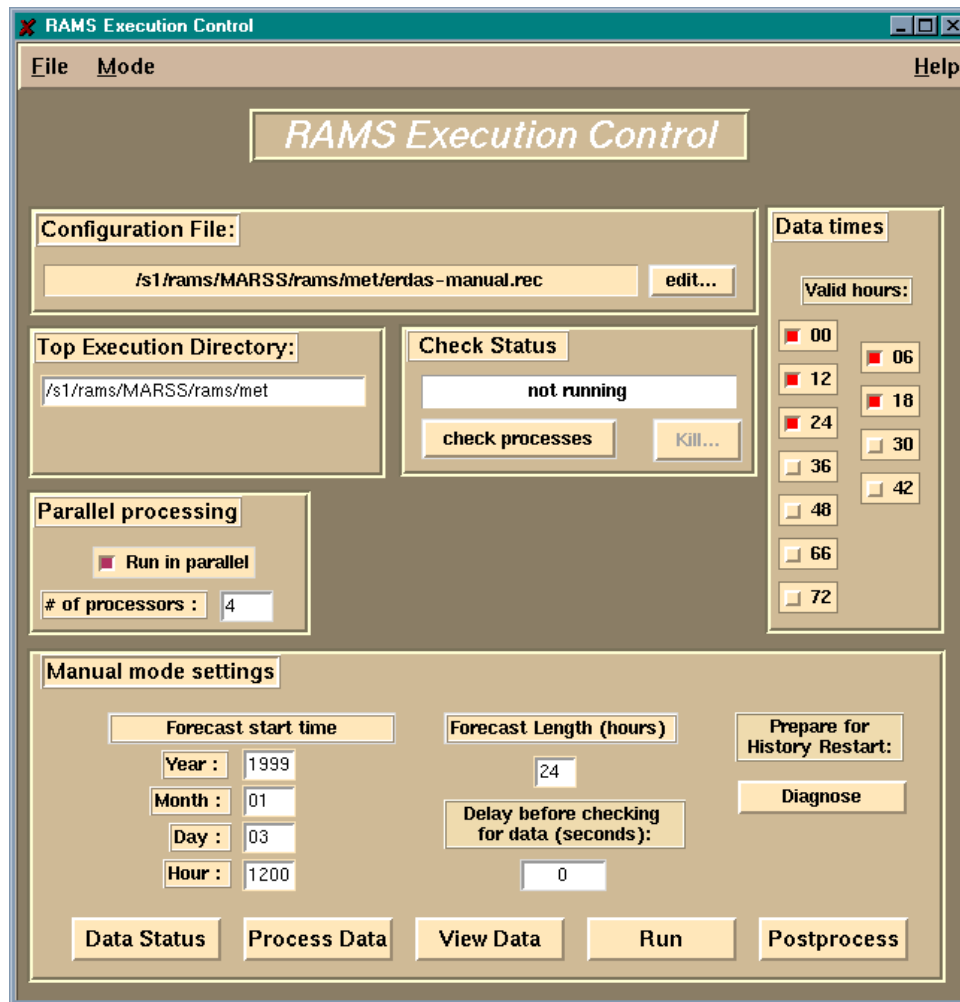 RAMS Execution Control
File Mode Help
RAMS Execution Control
Configuration File:
/s1/rams/MARSS/rams/met/erdas-manual.rec edit...
Top Execution Directory:
/s1/rams/MARSS/rams/met
Check Status
not running
check processes Kill...
Data times
Valid hours:
00
06
12
18
24
30
36
42
48
66
72
Parallel processing
Run in parallel
# of processors : 4
Manual mode settings
Forecast start time
Year : 1999
Month : 01
Day : 03
Hour : 1200
Forecast Length (hours)
24
Delay before checking
for data (seconds):
0
Prepare for
History Restart:
Diagnose
Data Status Process Data View Data Run Postprocess